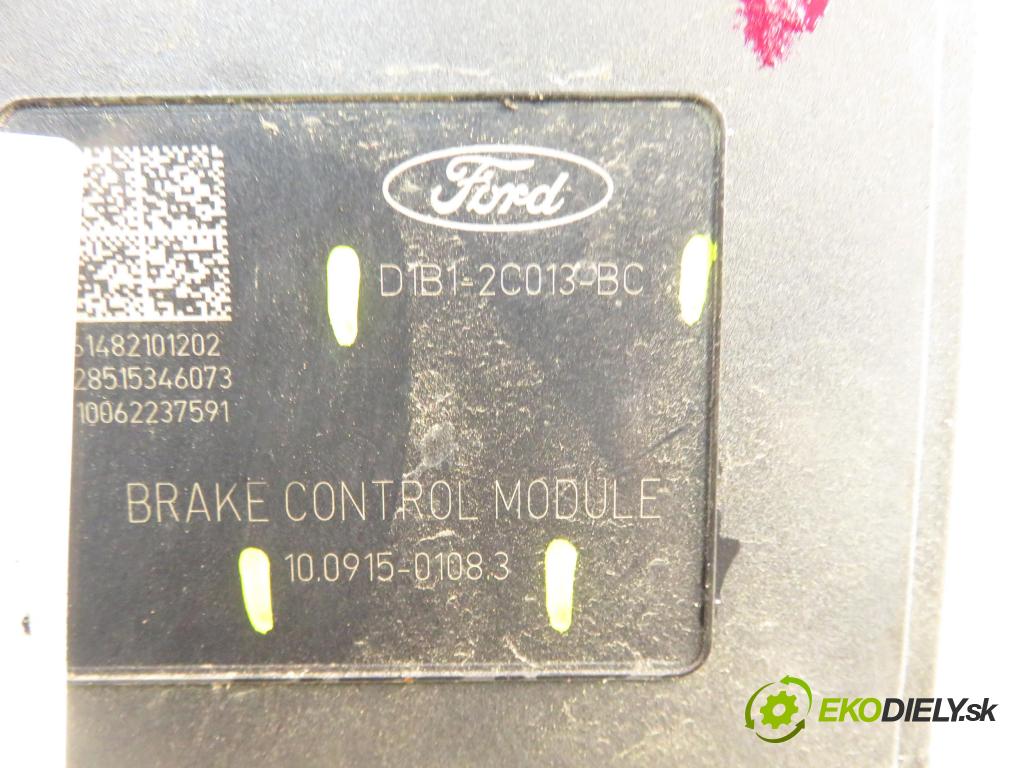 Ford
D1B1-2C013-BC
61482101202
28515346073
10062237591
BRAKE CONTROL MODULE
10.0915-0108.3
EKODIELY.sk